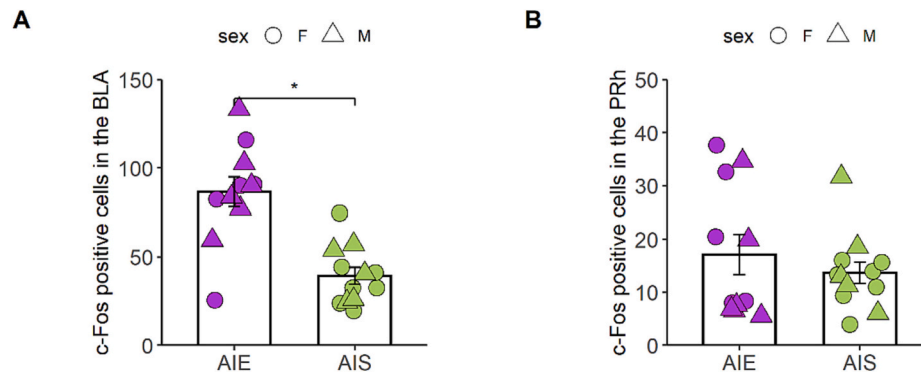 A
sex F M
c-Fos positive cells in the BLA
150
100
50
0
*
AIE AIS
B
sex F M
c-Fos positive cells in the PRh
50
40
30
20
10
0
AIE AIS